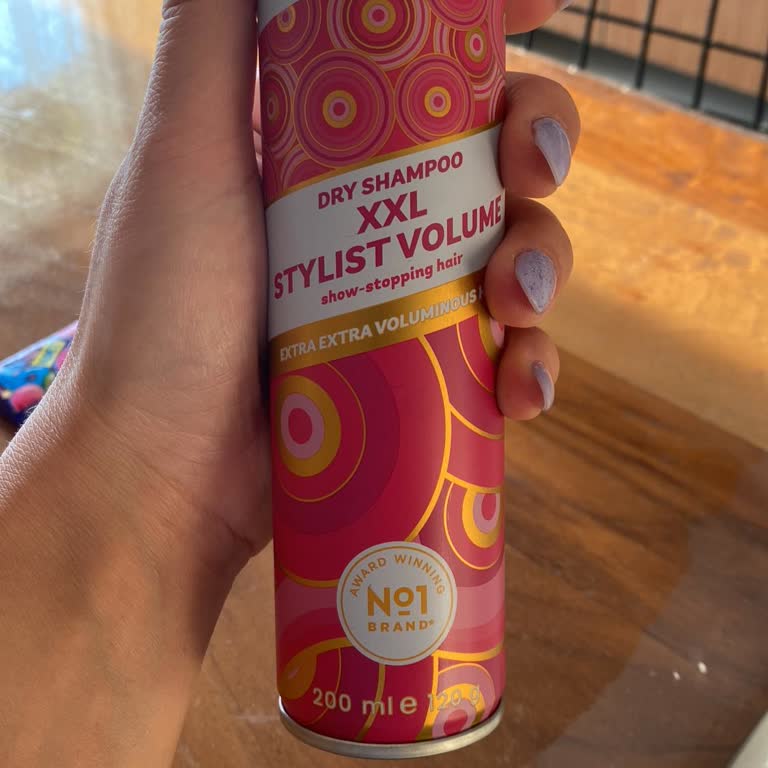 DRY SHAMPOO
XXL
STYLIST VOLUME
show-stopping hair
EXTRA EXTRA VOLUMINOUS
AWARD WINNING
No1
BRAND*
200 ml e 120 g